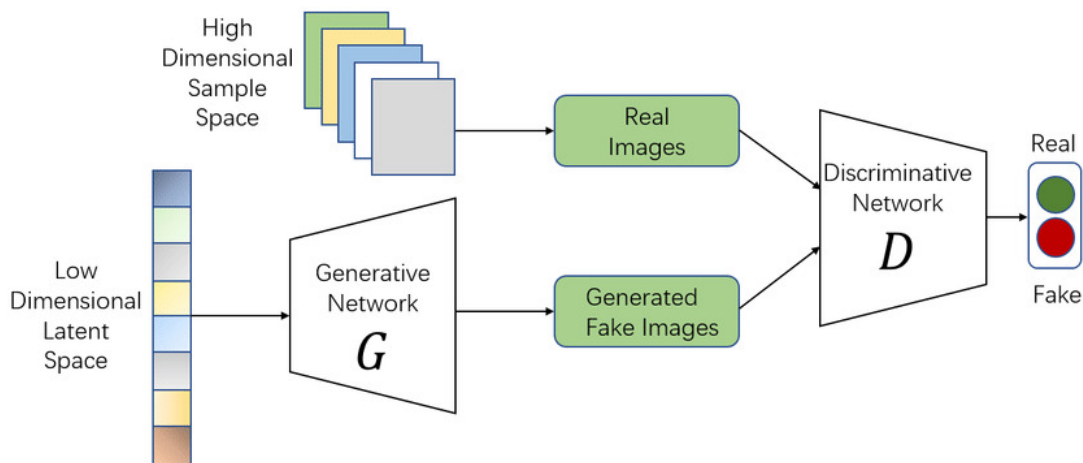 High
Dimensional
Sample
Space
Real
Images
Real
Discriminative
Network
D
Fake
Low
Dimensional
Latent
Space
Generative
Network
G
Generated
Fake Images